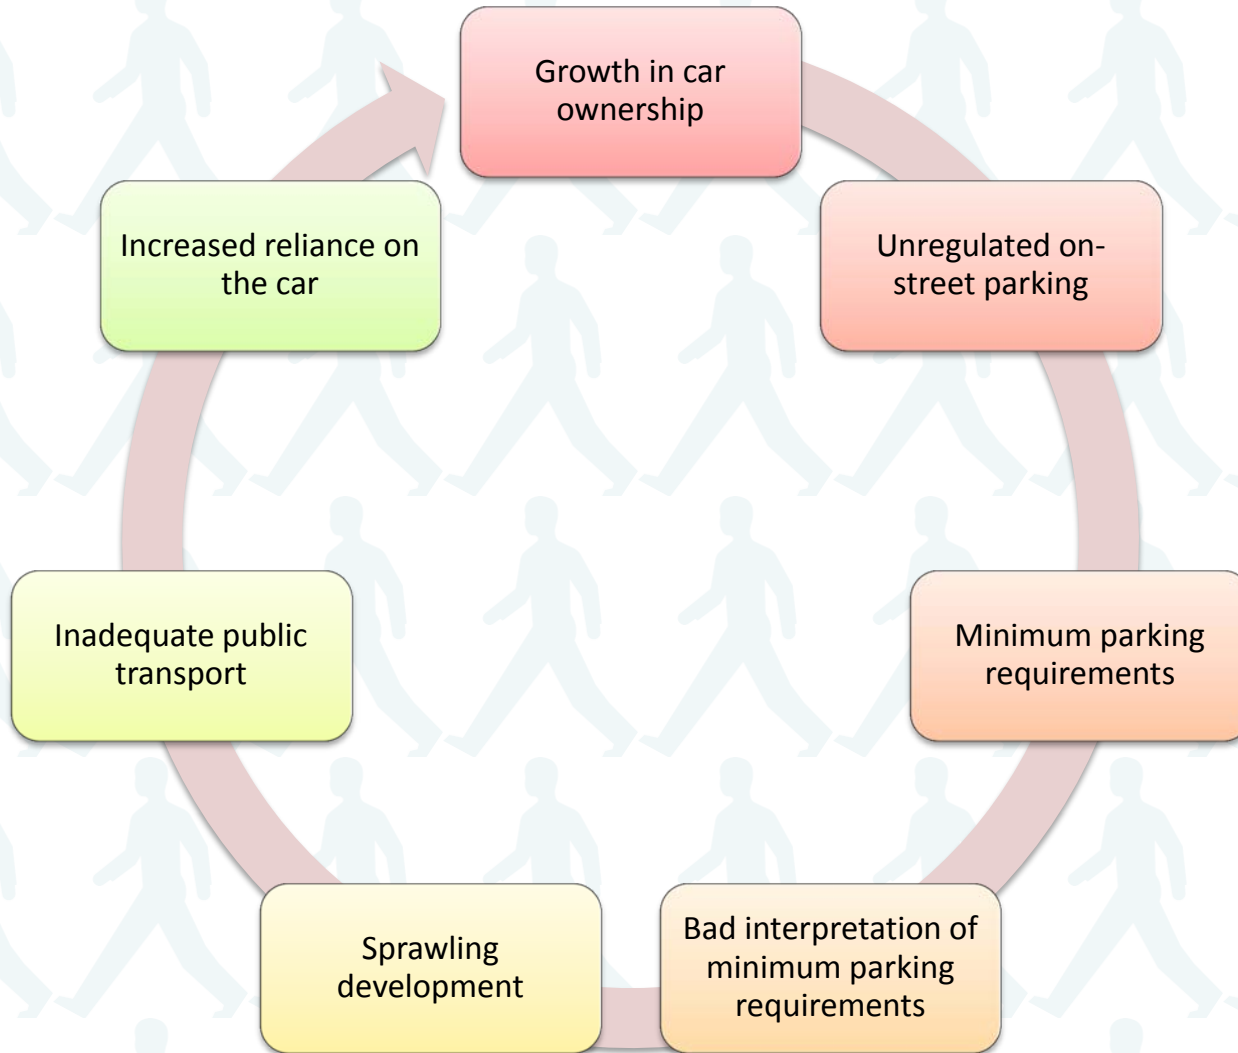 Growth in car
ownership
Unregulated on-
street parking
Minimum parking
requirements
Bad interpretation of
minimum parking
requirements
Sprawling
development
Inadequate public
transport
Increased reliance on
the car